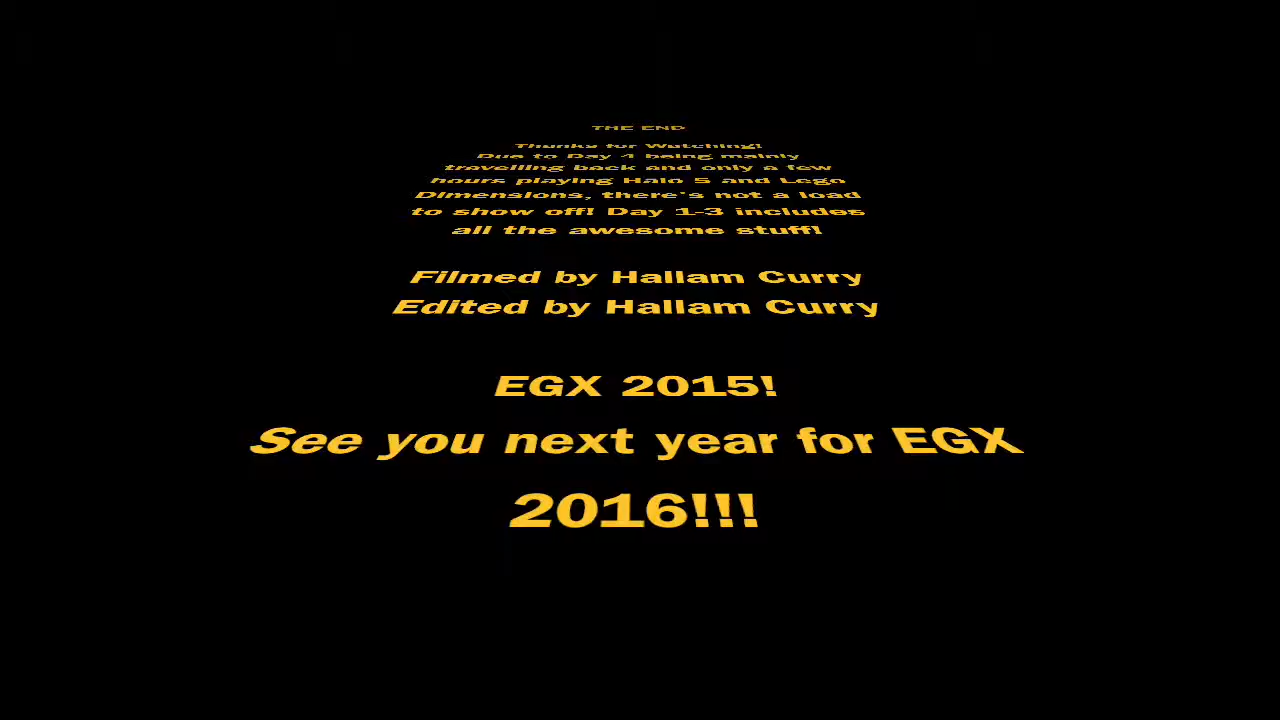 THE END
Thanks for Watching!
Due to Day 4 being mainly
travelling back and only a few
hours playing Halo 5 and Lego
Dimensions, there's not a load
to show off! Day 1-3 includes
all the awesome stuff!
Filmed by Hallam Curry
Edited by Hallam Curry
EGX 2015!
See you next year for EGX
2016!!!